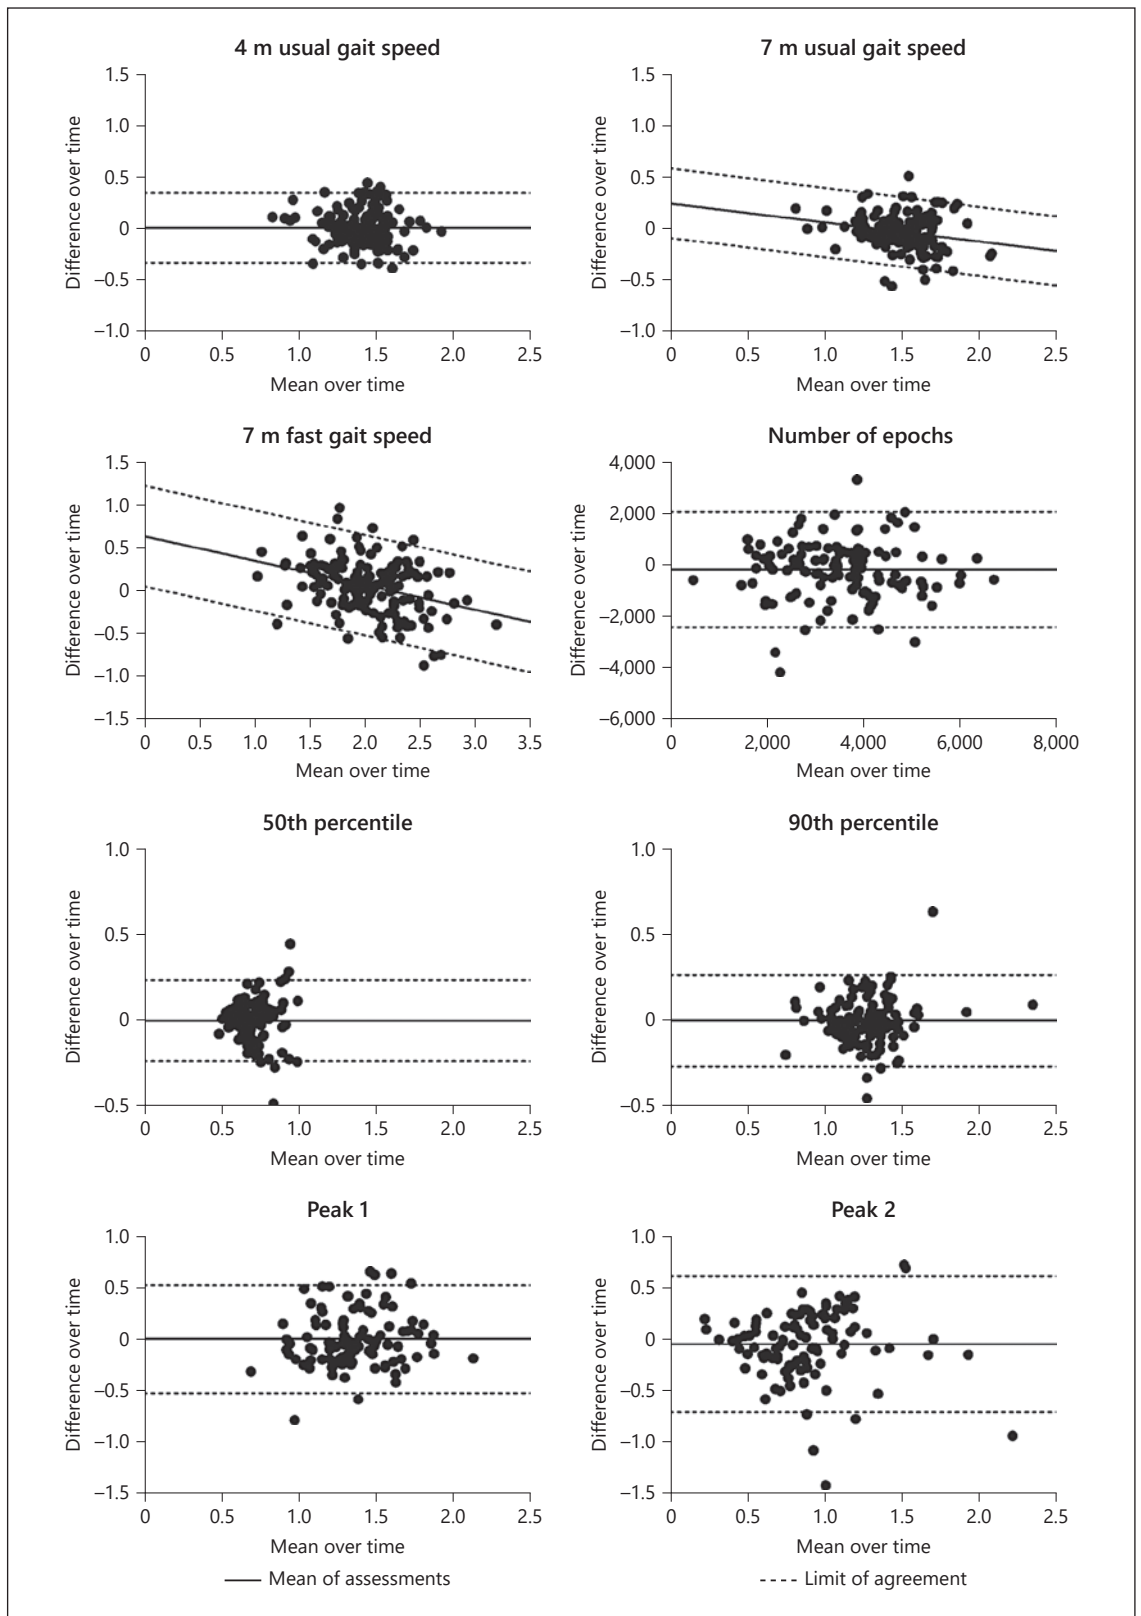 4 m usual gait speed
7 m usual gait speed
1.5
1.0
0.5
0
–0.5
–1.0
Difference over time
0 0.5 1.0 1.5 2.0 2.5
Mean over time
1.5
1.0
0.5
0
–0.5
–1.0
Difference over time
0 0.5 1.0 1.5 2.0 2.5
Mean over time
7 m fast gait speed
Number of epochs
1.5
1.0
0.5
0
–0.5
–1.0
–1.5
Difference over time
0 0.5 1.0 1.5 2.0 2.5 3.0 3.5
Mean over time
4,000
2,000
0
–2,000
–4,000
–6,000
Difference over time
0 2,000 4,000 6,000 8,000
Mean over time
50th percentile
90th percentile
1.0
0.5
0
–0.5
Difference over time
0 0.5 1.0 1.5 2.0 2.5
Mean over time
1.0
0.5
0
–0.5
Difference over time
0 0.5 1.0 1.5 2.0 2.5
Mean over time
Peak 1
Peak 2
1.0
0.5
0
–0.5
–1.0
–1.5
Difference over time
0 0.5 1.0 1.5 2.0 2.5
Mean over time
1.0
0.5
0
–0.5
–1.0
–1.5
Difference over time
0 0.5 1.0 1.5 2.0 2.5
Mean over time
Mean of assessments
Limit of agreement